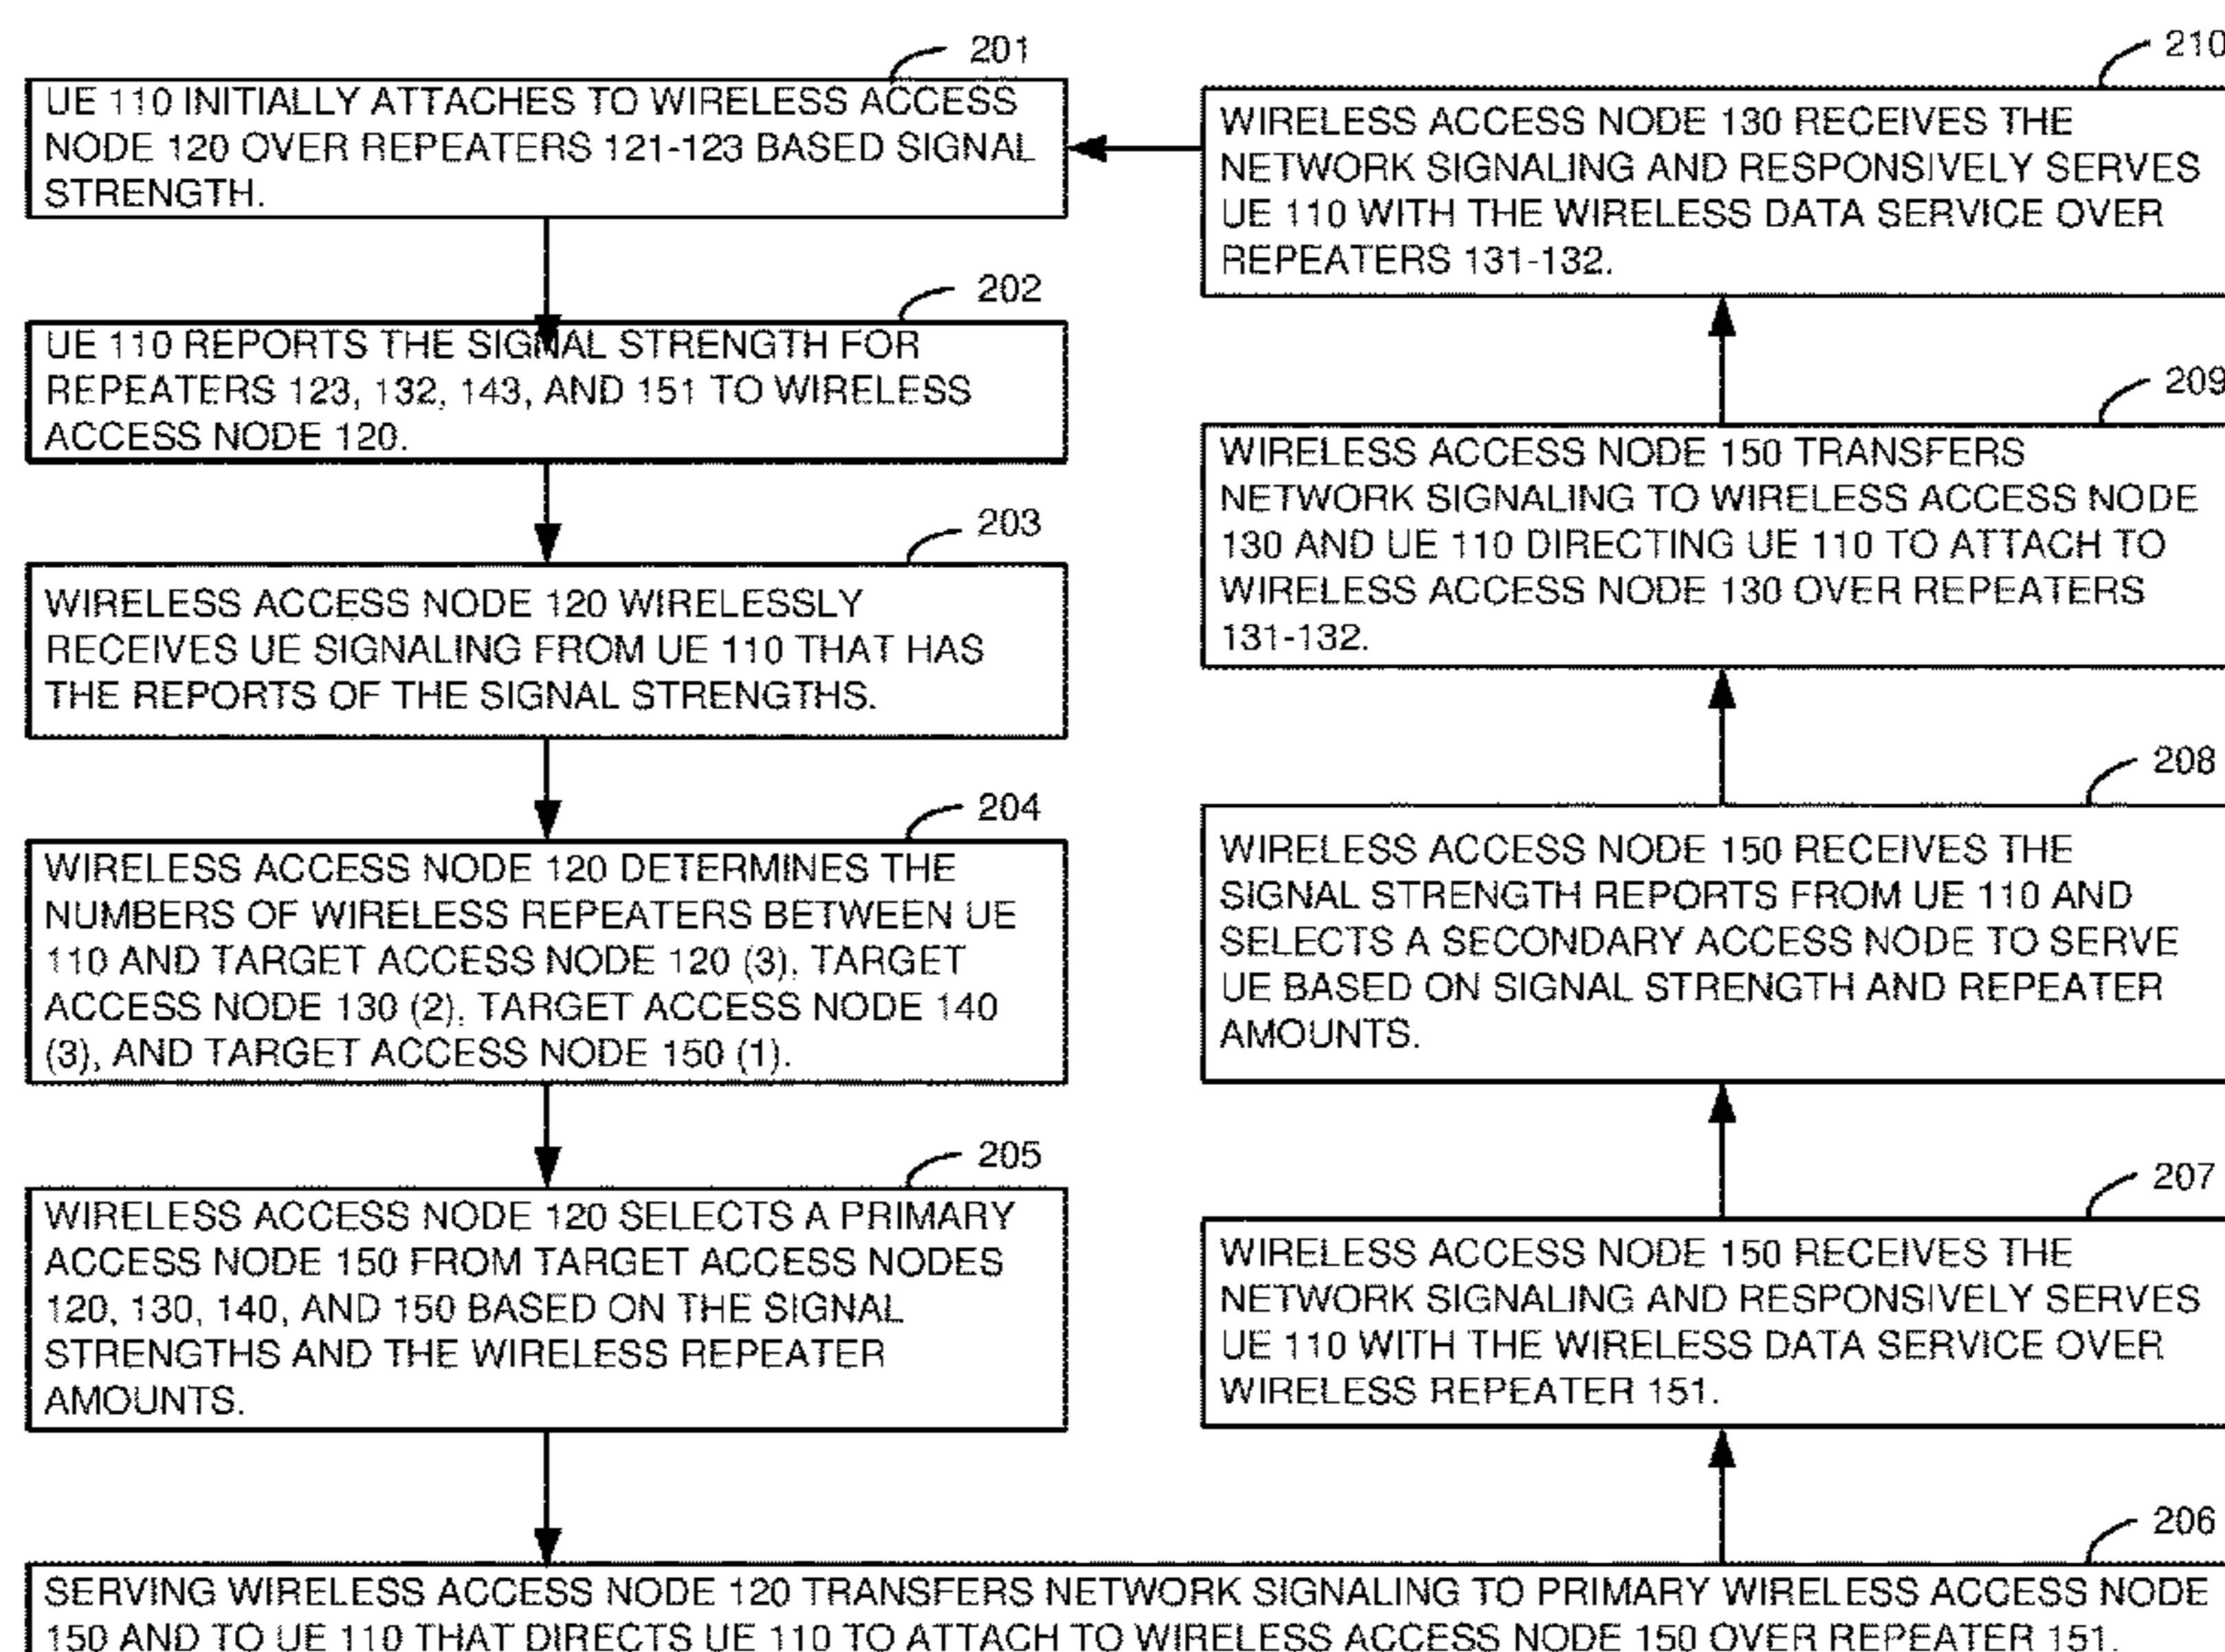 201
UE 110 INITIALLY ATTACHES TO WIRELESS ACCESS
NODE 120 OVER REPEATERS 121-123 BASED SIGNAL
STRENGTH.
202
UE 110 REPORTS THE SIGNAL STRENGTH FOR
REPEATERS 123, 132, 143, AND 151 TO WIRELESS
ACCESS NODE 120.
203
WIRELESS ACCESS NODE 120 WIRELESSLY
RECEIVES UE SIGNALING FROM UE 110 THAT HAS
THE REPORTS OF THE SIGNAL STRENGTHS.
204
WIRELESS ACCESS NODE 120 DETERMINES THE
NUMBERS OF WIRELESS REPEATERS BETWEEN UE
110 AND TARGET ACCESS NODE 120 (3), TARGET
ACCESS NODE 130 (2), TARGET ACCESS NODE 140
(3), AND TARGET ACCESS NODE 150 (1).
205
WIRELESS ACCESS NODE 120 SELECTS A PRIMARY
ACCESS NODE 150 FROM TARGET ACCESS NODES
120, 130, 140, AND 150 BASED ON THE SIGNAL
STRENGTHS AND THE WIRELESS REPEATER
AMOUNTS.
206
SERVING WIRELESS ACCESS NODE 120 TRANSFERS NETWORK SIGNALING TO PRIMARY WIRELESS ACCESS NODE
150 AND TO UE 110 THAT DIRECTS UE 110 TO ATTACH TO WIRELESS ACCESS NODE 150 OVER REPEATER 151.
207
WIRELESS ACCESS NODE 150 RECEIVES THE
NETWORK SIGNALING AND RESPONSIVELY SERVES
UE 110 WITH THE WIRELESS DATA SERVICE OVER
WIRELESS REPEATER 151.
208
WIRELESS ACCESS NODE 150 RECEIVES THE
SIGNAL STRENGTH REPORTS FROM UE 110 AND
SELECTS A SECONDARY ACCESS NODE TO SERVE
UE BASED ON SIGNAL STRENGTH AND REPEATER
AMOUNTS.
209
WIRELESS ACCESS NODE 150 TRANSFERS
NETWORK SIGNALING TO WIRELESS ACCESS NODE
130 AND UE 110 DIRECTING UE 110 TO ATTACH TO
WIRELESS ACCESS NODE 130 OVER REPEATERS
131-132.
210
WIRELESS ACCESS NODE 130 RECEIVES THE
NETWORK SIGNALING AND RESPONSIVELY SERVES
UE 110 WITH THE WIRELESS DATA SERVICE OVER
REPEATERS 131-132.